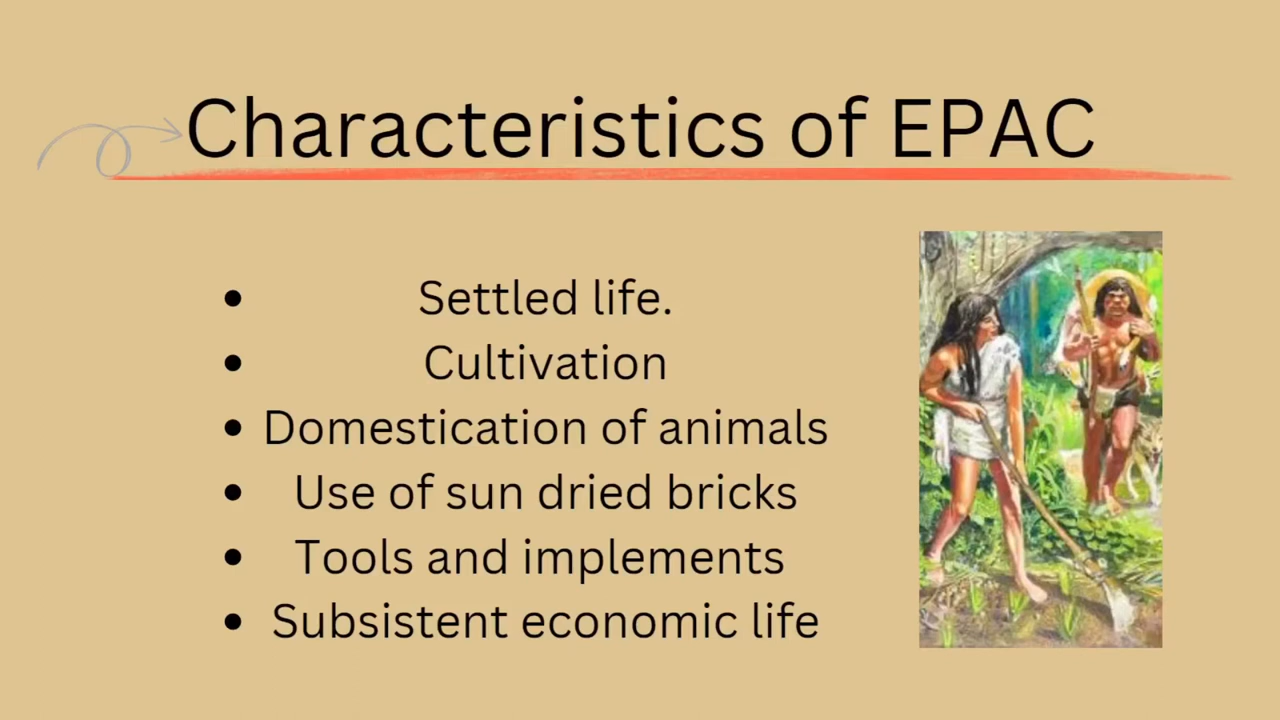 Characteristics of EPAC
• Settled life.
• Cultivation
• Domestication of animals
• Use of sun dried bricks
• Tools and implements
• Subsistent economic life